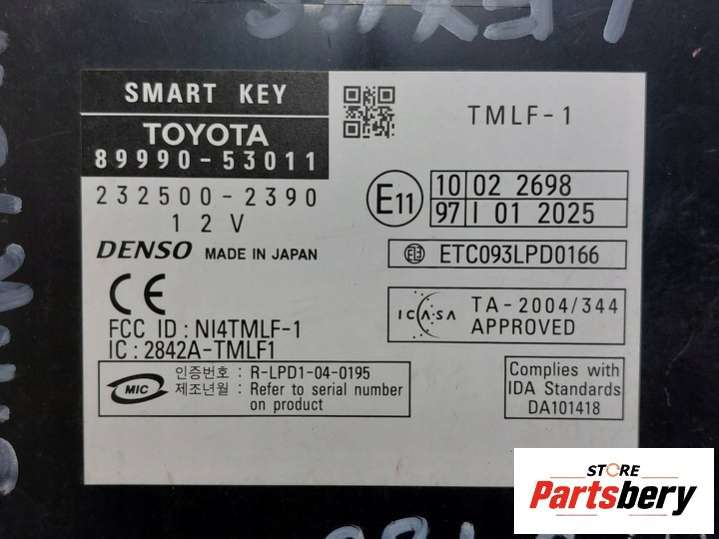 SMART KEY
TMLF-1
TOYOTA
89990-53011
232500-2390
12V
E11
10 02 2698
97 I 01 2025
DENSO MADE IN JAPAN
ETC093LPD0166
CE
ICASA TA-2004/344
APPROVED
FCC ID : NI4TMLF-1
IC : 2842A-TMLF1
MIC
인증번호 : R-LPD1-04-0195
제조년월 : Refer to serial number
on product
Complies with
IDA Standards
DA101418
STORE
Partsbery